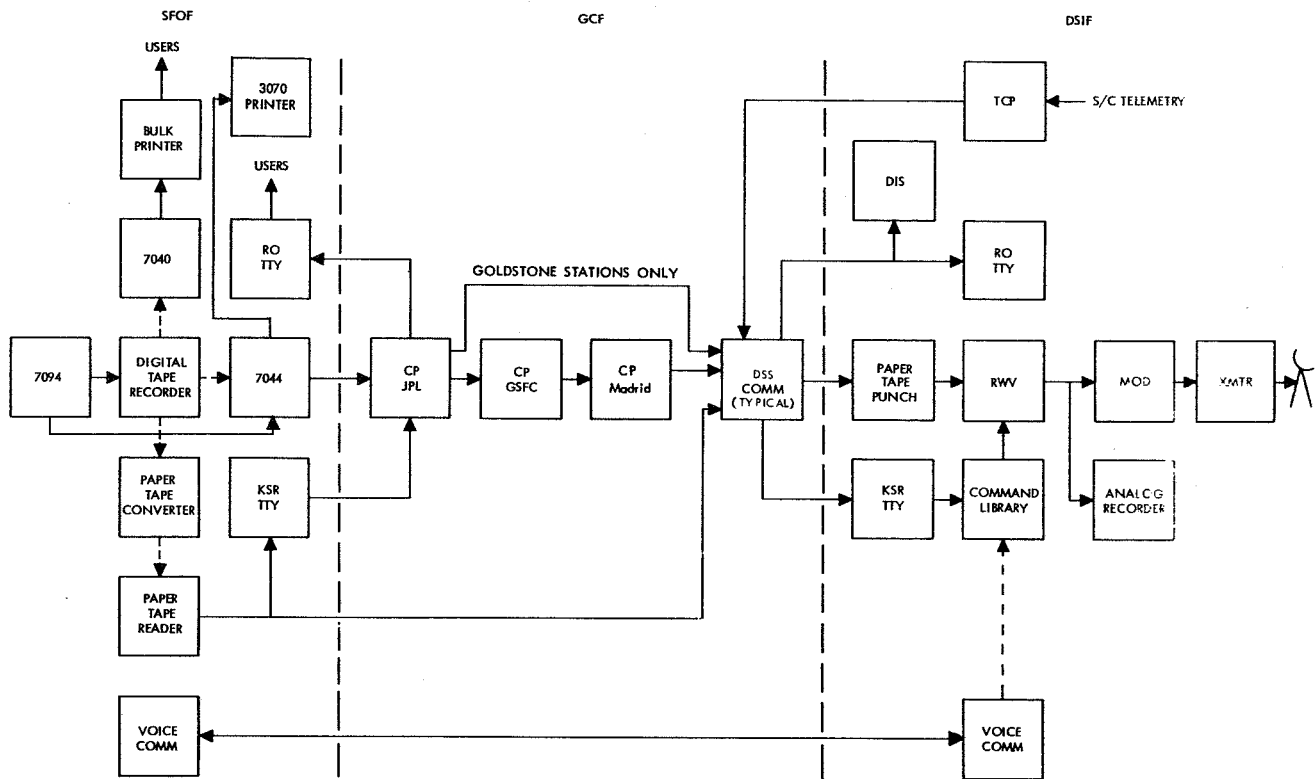 SFOF
GCF
DSIF
USERS
3070
PRINTER
BULK
PRINTER
TCP
S/C TELEMETRY
USERS
DIS
7040
RO
TTY
GOLDSTONE STATIONS ONLY
RO
TTY
7094
DIGITAL
TAPE
RECORDER
7044
CP
JPL
CP
GSFC
CP
Madrid
DSS
COMM
(TYPICAL)
PAPER
TAPE
PUNCH
RWV
MOD
XMTR
PAPER
TAPE
CONVERTER
KSR
TTY
KSR
TTY
COMMAND
LIBRARY
ANALOG
RECORDER
PAPER
TAPE
READER
VOICE
COMM
VOICE
COMM